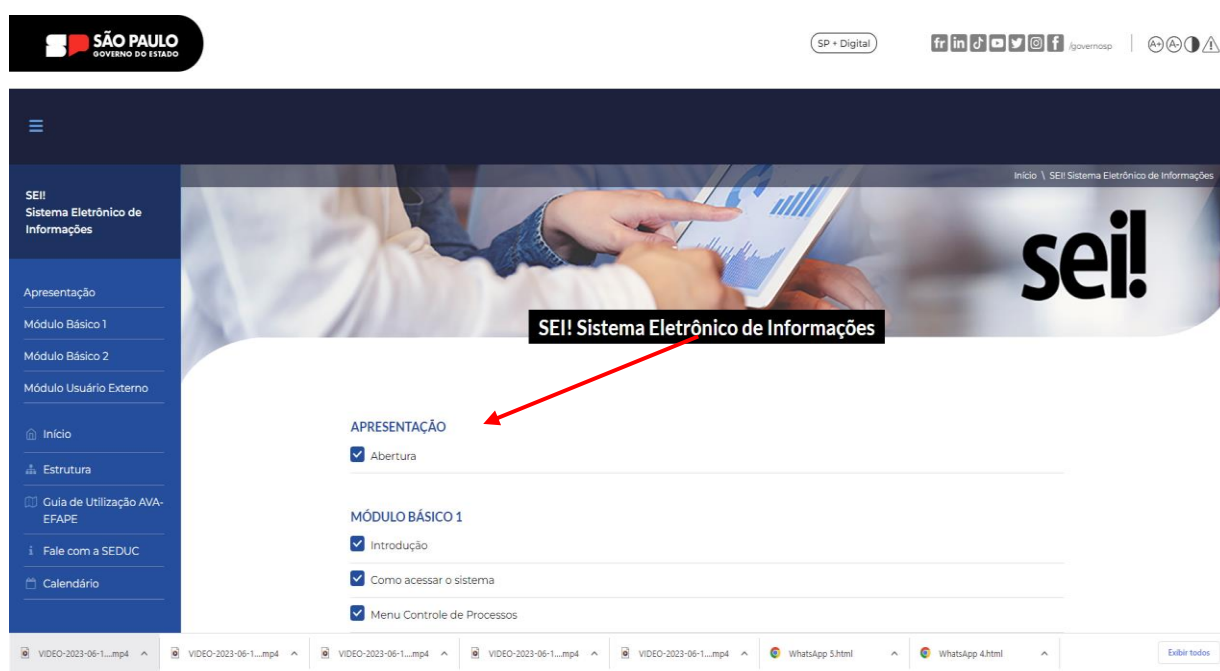 SÃO PAULO
GOVERNO DO ESTADO
SP + Digital
/governosp
A+
A-
Início \ SEI! Sistema Eletrônico de Informações
SEI!
Sistema Eletrônico de
Informações
sei!
SEI! Sistema Eletrônico de Informações
Apresentação
Módulo Básico 1
Módulo Básico 2
Módulo Usuário Externo
Início
Estrutura
Guia de Utilização AVA-
EFAPE
Fale com a SEDUC
Calendário
APRESENTAÇÃO
Abertura
MÓDULO BÁSICO 1
Introdução
Como acessar o sistema
Menu Controle de Processos
VIDEO-2023-06-1....mp4
VIDEO-2023-06-1....mp4
VIDEO-2023-06-1....mp4
VIDEO-2023-06-1....mp4
VIDEO-2023-06-1....mp4
WhatsApp 5.html
WhatsApp 4.html
Exibir todos